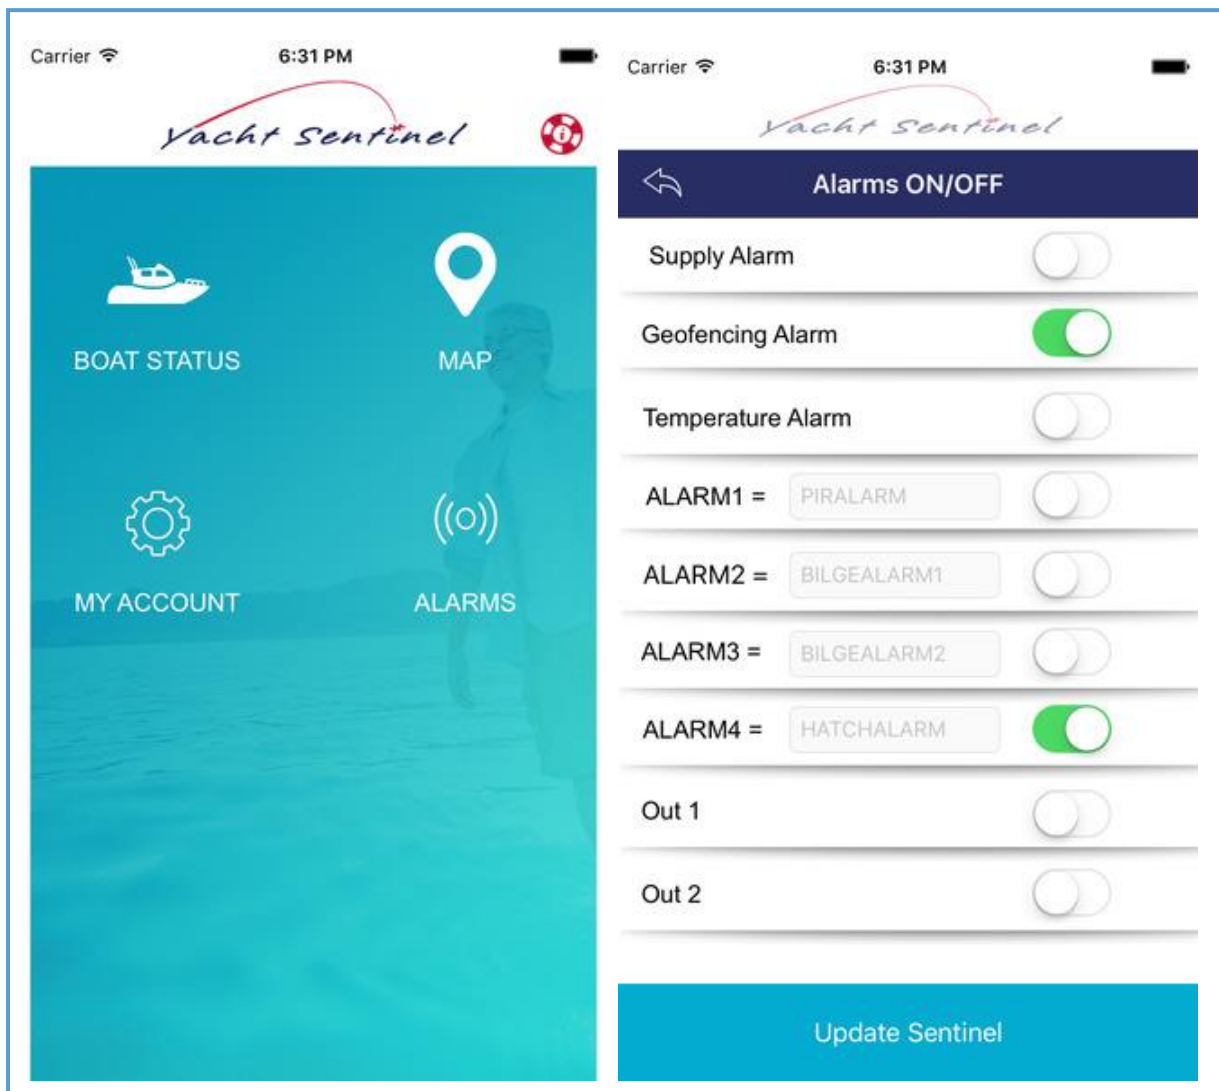 Carrier
6:31 PM
Yacht Sentinel
i
BOAT STATUS
MAP
MY ACCOUNT
ALARMS
Carrier
6:31 PM
Yacht Sentinel
Alarms ON/OFF
Supply Alarm
Geofencing Alarm
Temperature Alarm
ALARM1 = PIRALARM
ALARM2 = BILGEALARM1
ALARM3 = BILGEALARM2
ALARM4 = HATCHALARM
Out 1
Out 2
Update Sentinel